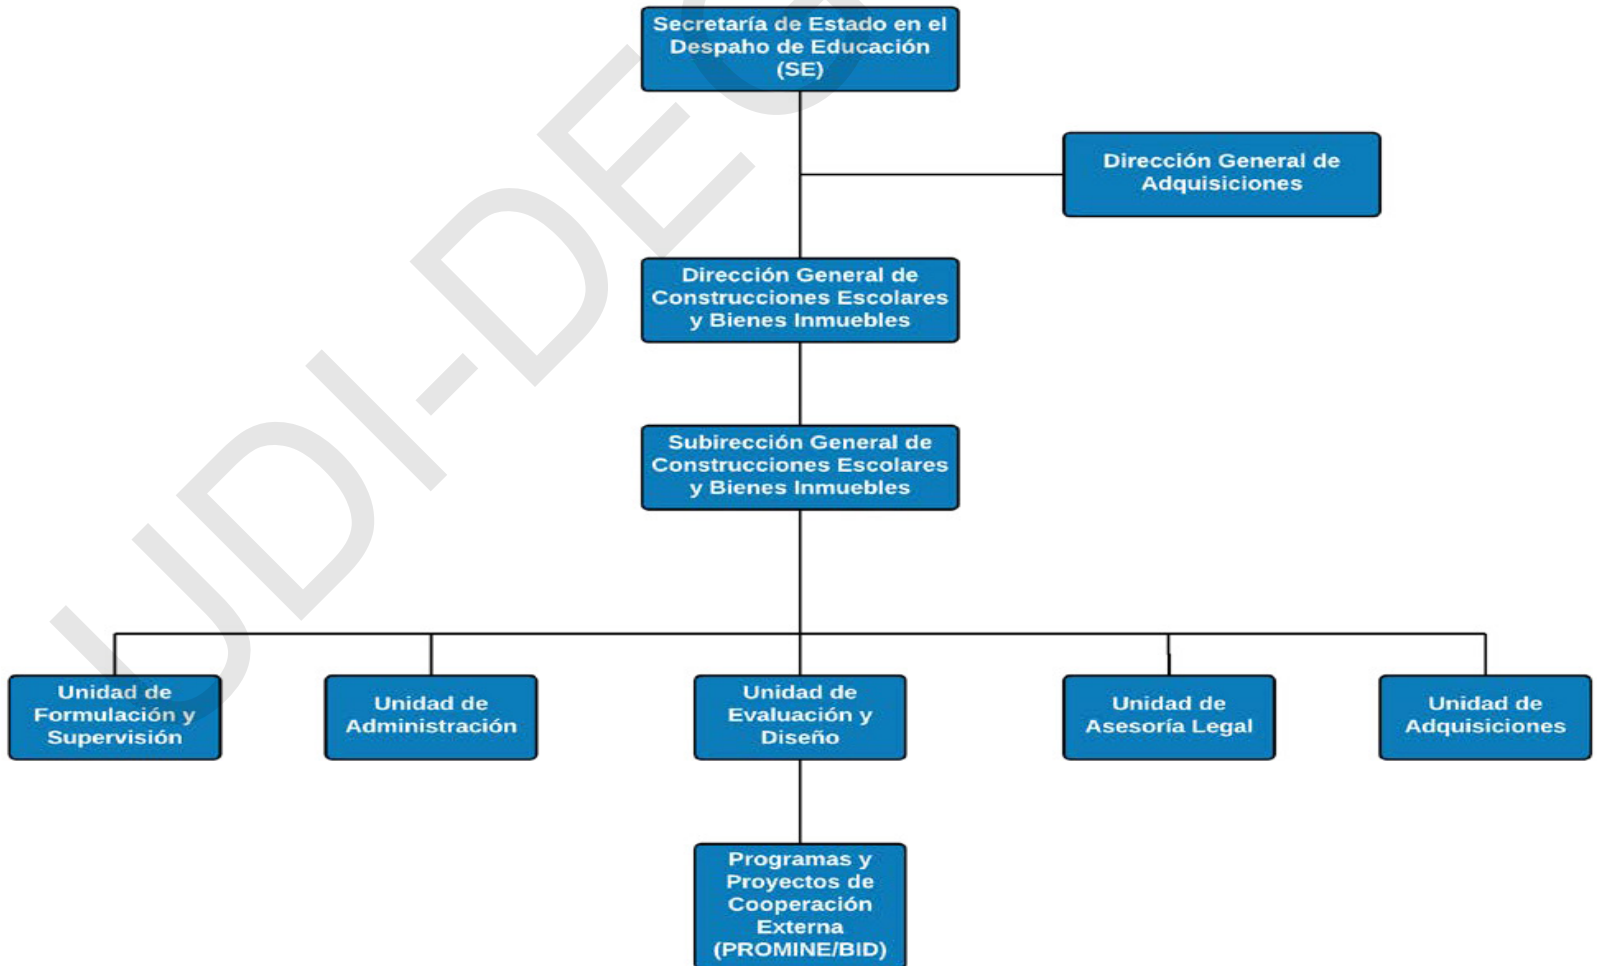 Secretaría de Estado en el
Despaho de Educación
(SE)
Dirección General de
Adquisiciones
Dirección General de
Construcciones Escolares
y Bienes Inmuebles
Subirección General de
Construcciones Escolares
y Bienes Inmuebles
Unidad de
Formulación y
Supervisión
Unidad de
Administración
Unidad de
Evaluación y
Diseño
Unidad de
Asesoría Legal
Unidad de
Adquisiciones
Programas y
Proyectos de
Cooperación
Externa
(PROMINE/BID)
UDI-DEG